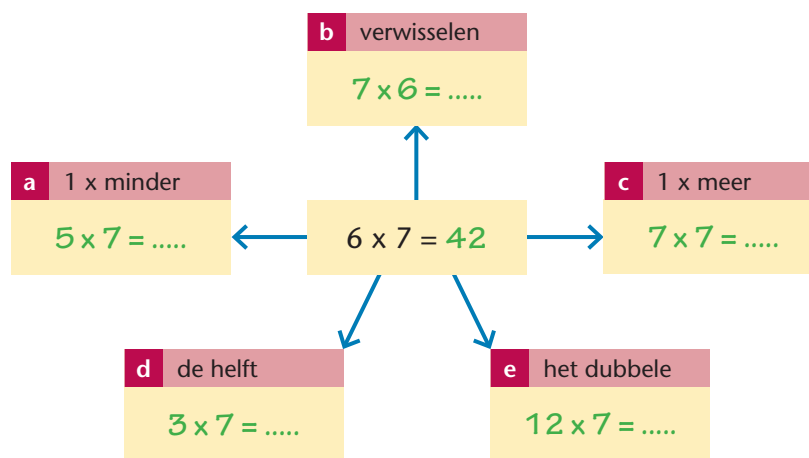 b verwisselen
7 x 6 = .....
a 1 x minder
5 x 7 = .....
6 x 7 = 42
c 1 x meer
7 x 7 = .....
d de helft
3 x 7 = .....
e het dubbele
12 x 7 = .....